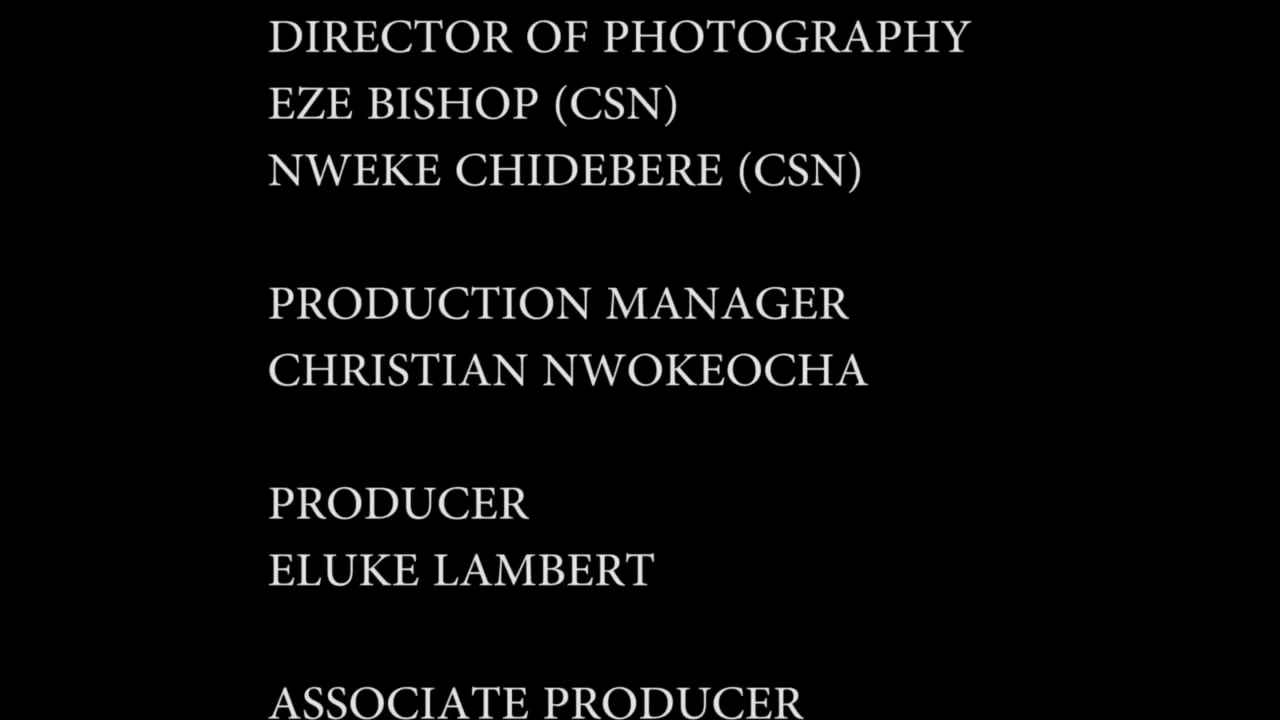 DIRECTOR OF PHOTOGRAPHY
EZE BISHOP (CSN)
NWEKE CHIDEBERE (CSN)
PRODUCTION MANAGER
CHRISTIAN NWOKEOCHA
PRODUCER
ELUKE LAMBERT
ASSOCIATE PRODUCER